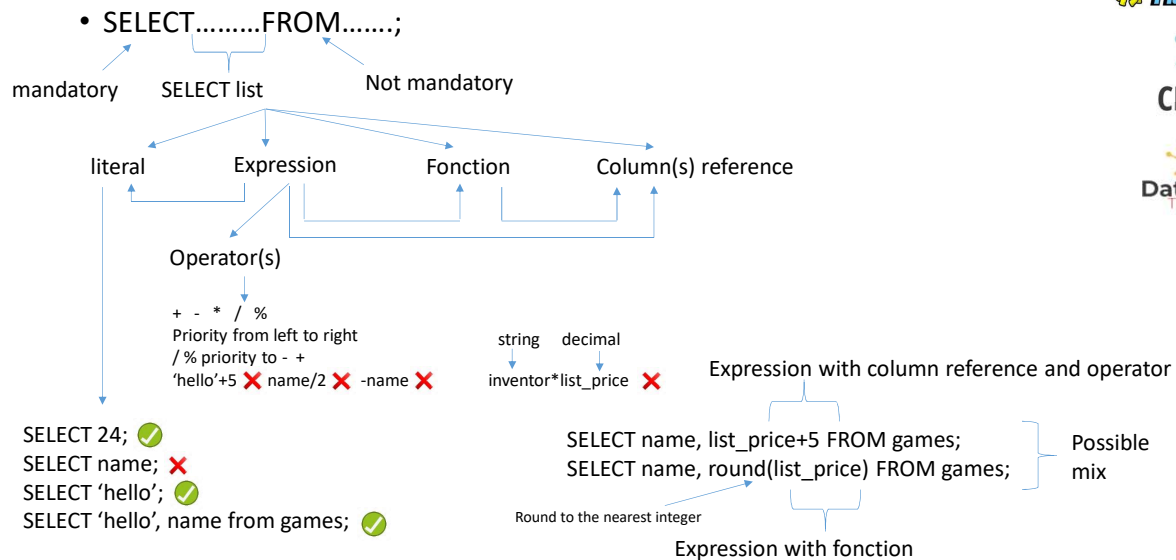 • SELECT………FROM…….;
mandatory
SELECT list
Not mandatory
literal
Expression
Fonction
Column(s) reference
Operator(s)
+ - * / %
Priority from left to right
/ % priority to - +
‘hello’+5 ❌ name/2 ❌ -name ❌
string decimal
inventor*list_price ❌
Expression with column reference and operator
SELECT 24; ✅
SELECT name; ❌
SELECT ‘hello’; ✅
SELECT ‘hello’, name from games; ✅
SELECT name, list_price+5 FROM games;
SELECT name, round(list_price) FROM games;
Possible
mix
Round to the nearest integer
Expression with fonction